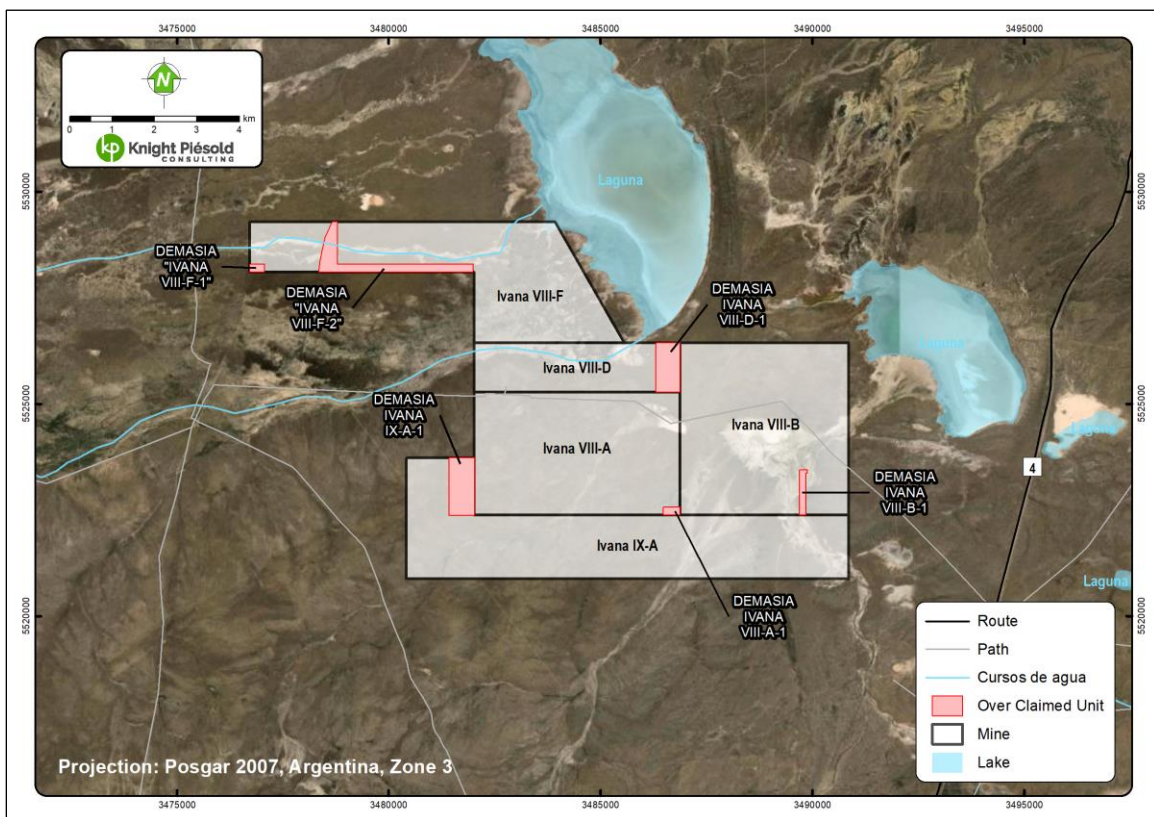 3475000
3480000
3485000
3490000
3495000
N
0 1 2 4
km
kp Knight Piésold
CONSULTING
5530000
5530000
Laguna
DEMASIA
"IVANA
VIII-F-1"
DEMASIA
"IVANA
VIII-F-2"
Ivana VIII-F
DEMASIA
IVANA
VIII-D-1
Laguna
Ivana VIII-D
DEMASIA
IVANA
IX-A-1
5525000
5525000
Ivana VIII-B
Laguna
Ivana VIII-A
4
DEMASIA
IVANA
VIII-B-1
Ivana IX-A
Laguna
DEMASIA
IVANA
VIII-A-1
5520000
5520000
Route
Path
Cursos de agua
Over Claimed Unit
Mine
Lake
Projection: Posgar 2007, Argentina, Zone 3
3475000
3480000
3485000
3490000
3495000